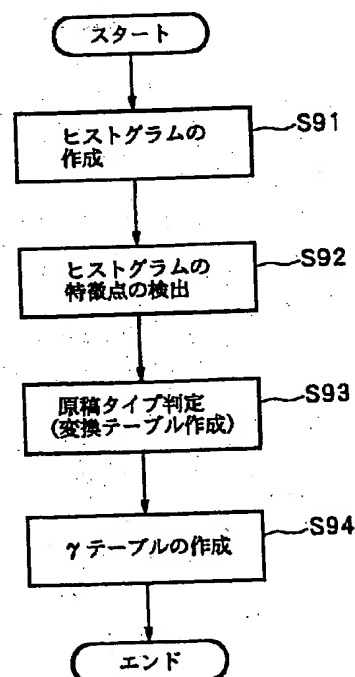 スタート
ヒストグラムの
作成
S91
ヒストグラムの
特徴点の検出
S92
原稿タイプ判定
(変換テーブル作成)
S93
γテーブルの作成
S94
エンド